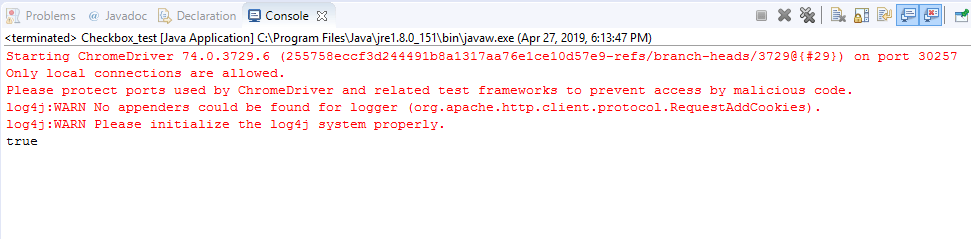 Problems @ Javadoc Declaration Console
<terminated> Checkbox_test [Java Application] C:\Program Files\Java\jre1.8.0_151\bin\javaw.exe (Apr 27, 2019, 6:13:47 PM)
Starting ChromeDriver 74.0.3729.6 (255758eccf3d244491b8a1317aa76e1ce10d57e9-refs/branch-heads/3729@{#29}) on port 30257
Only local connections are allowed.
Please protect ports used by ChromeDriver and related test frameworks to prevent access by malicious code.
log4j:WARN No appenders could be found for logger (org.apache.http.client.protocol.RequestAddCookies).
log4j:WARN Please initialize the log4j system properly.
true